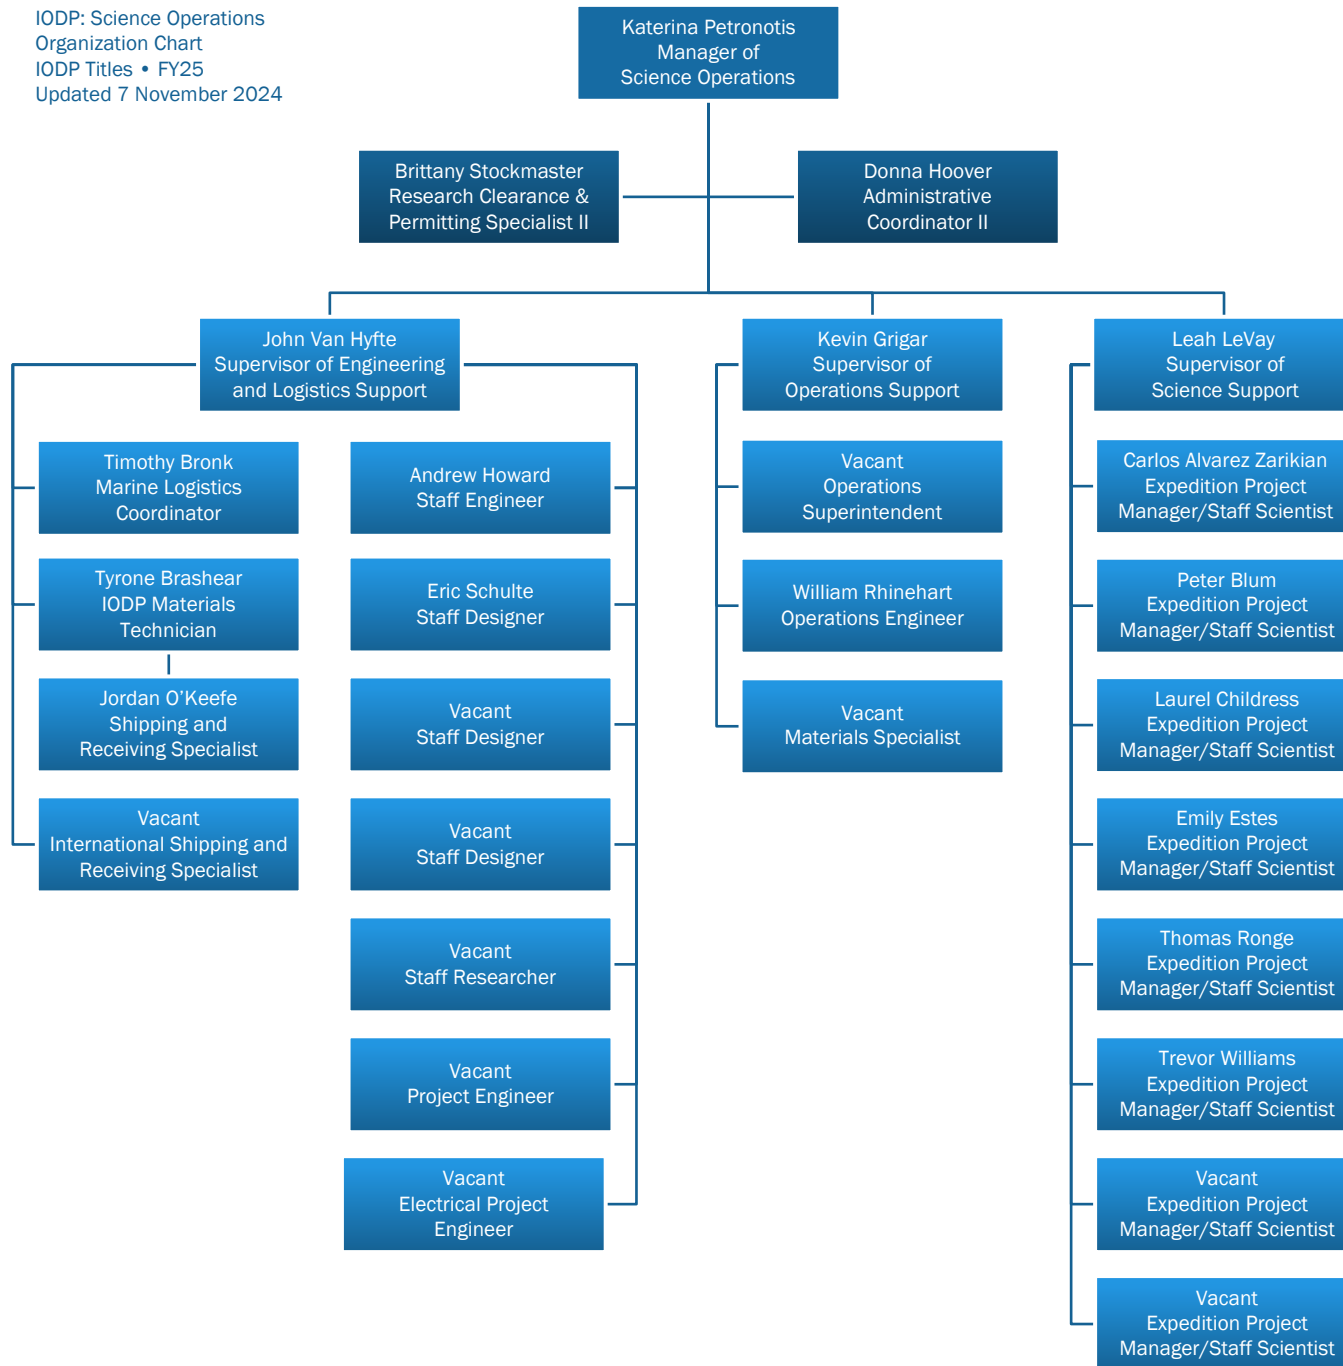 IODP: Science Operations
Organization Chart
IODP Titles • FY25
Updated 7 November 2024
Katerina Petronotis
Manager of
Science Operations
Brittany Stockmaster
Research Clearance &
Permitting Specialist II
Donna Hoover
Administrative
Coordinator II
John Van Hyfte
Supervisor of Engineering
and Logistics Support
Kevin Grigar
Supervisor of
Operations Support
Leah LeVay
Supervisor of
Science Support
Timothy Bronk
Marine Logistics
Coordinator
Tyrone Brashear
IODP Materials
Technician
Jordan O’Keefe
Shipping and
Receiving Specialist
Vacant
International Shipping and
Receiving Specialist
Andrew Howard
Staff Engineer
Eric Schulte
Staff Designer
Vacant
Staff Designer
Vacant
Staff Designer
Vacant
Staff Researcher
Vacant
Project Engineer
Vacant
Electrical Project
Engineer
Vacant
Operations
Superintendent
William Rhinehart
Operations Engineer
Vacant
Materials Specialist
Carlos Alvarez Zarikian
Expedition Project
Manager/Staff Scientist
Peter Blum
Expedition Project
Manager/Staff Scientist
Laurel Childress
Expedition Project
Manager/Staff Scientist
Emily Estes
Expedition Project
Manager/Staff Scientist
Thomas Ronge
Expedition Project
Manager/Staff Scientist
Trevor Williams
Expedition Project
Manager/Staff Scientist
Vacant
Expedition Project
Manager/Staff Scientist
Vacant
Expedition Project
Manager/Staff Scientist